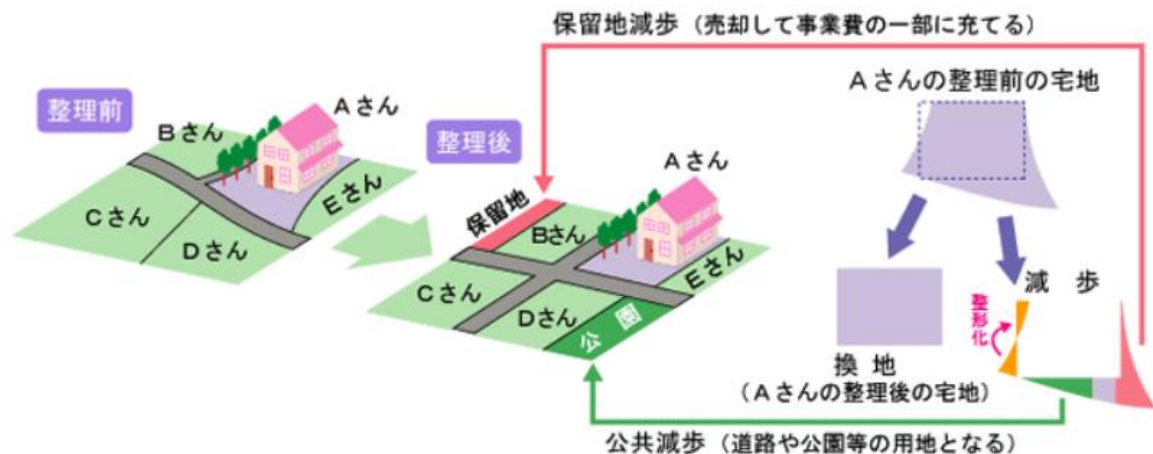 保留地減歩（売却して事業費の一部に充てる）
Aさんの整理前の宅地
整理前
Aさん
Bさん
Cさん
Dさん
Eさん
整理後
Aさん
保留地
Bさん
Cさん
Dさん
Eさん
公園
減 歩
整形化
換 地
（Aさんの整理後の宅地）
公共減歩（道路や公園等の用地となる）